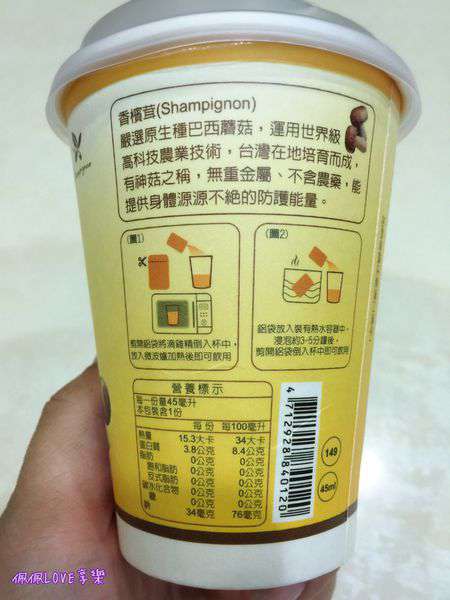 香檳茸(Shampignon)
嚴選原生種巴西蘑菇，運用世界級
高科技農業技術，台灣在地培育而成，
有神菇之稱，無重金屬、不含農藥，能
提供身體源源不絕的防護能量。
(圖1)
剪開鋁袋將滴雞精倒入杯中，
放入微波爐加熱後即可飲用
(圖2)
鋁袋放入裝有熱水容器中，
浸泡約3-5分鐘後，
剪開鋁袋倒入杯中即可飲用
營養標示
每一份量45毫升
本包裝含1份
每份 每100毫升
熱量 15.3大卡 34大卡
蛋白質 3.8公克 8.4公克
脂肪 0公克 0公克
飽和脂肪 0公克 0公克
反式脂肪 0公克 0公克
碳水化合物 0公克 0公克
糖 0公克 0公克
鈉 34毫克 76毫克
4712928840120
149
45ml
佩佩LOVE享樂